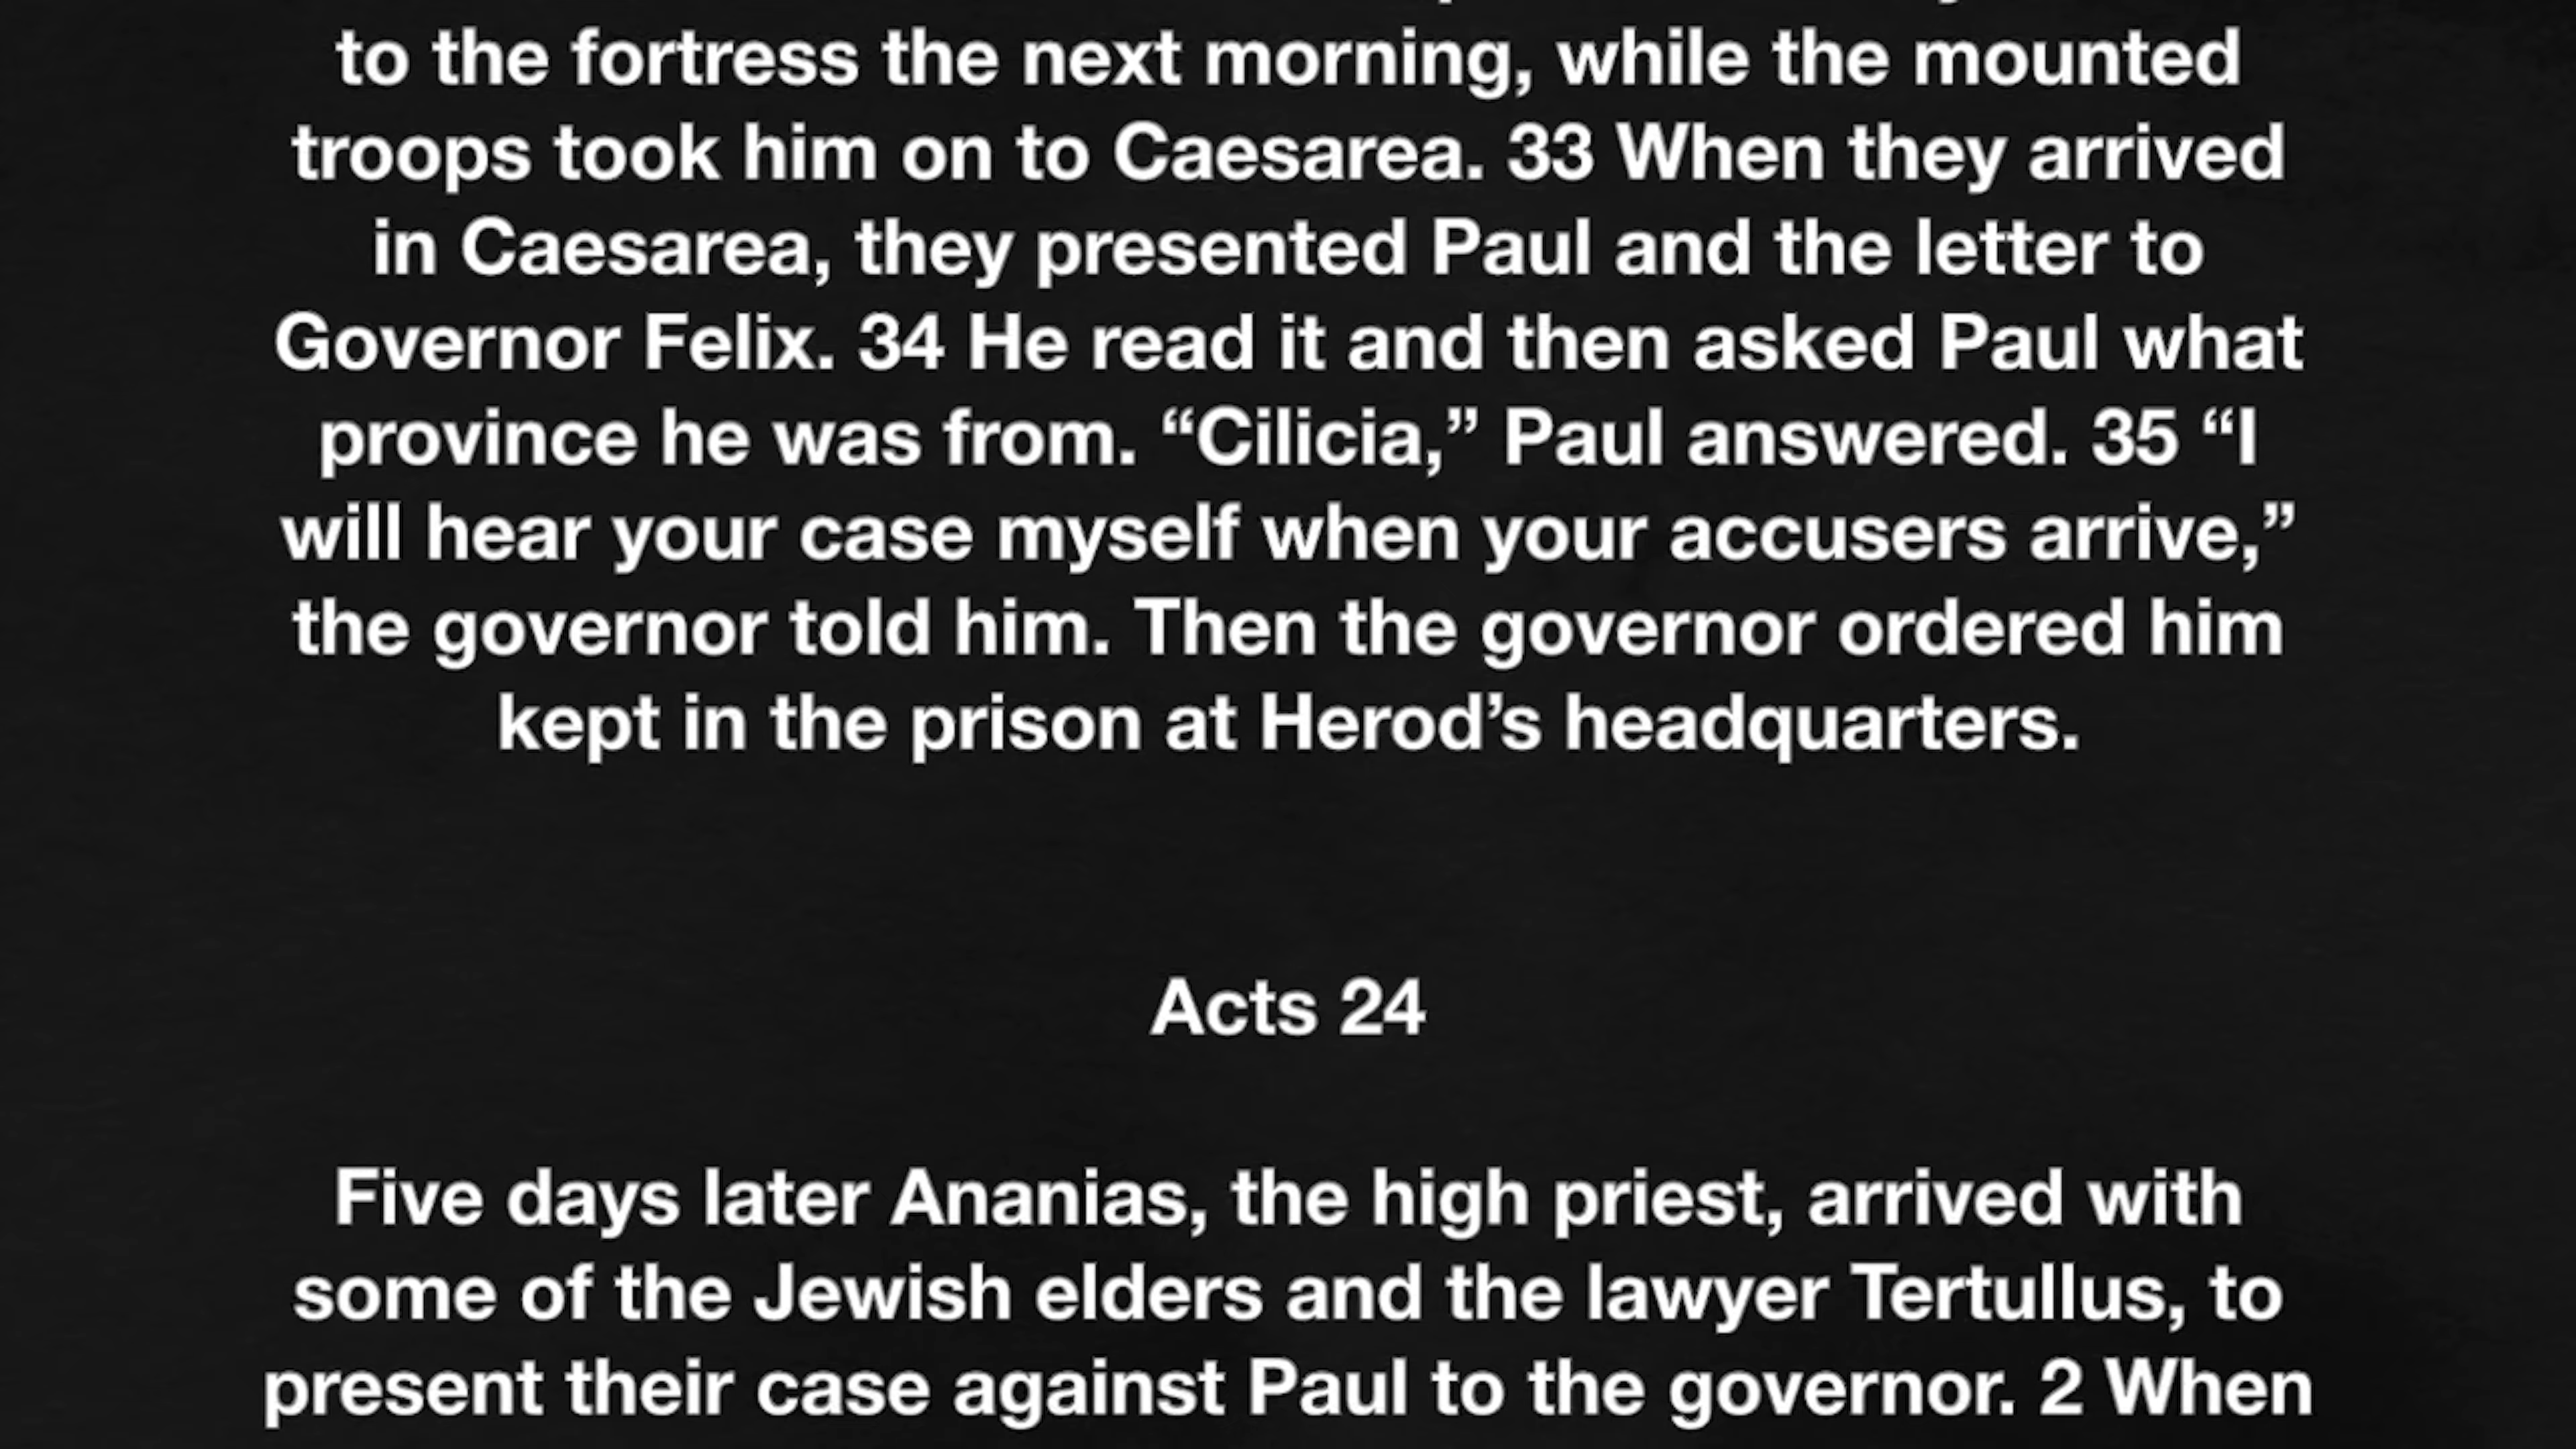 to the fortress the next morning, while the mounted
troops took him on to Caesarea. 33 When they arrived
in Caesarea, they presented Paul and the letter to
Governor Felix. 34 He read it and then asked Paul what
province he was from. “Cilicia,” Paul answered. 35 “I
will hear your case myself when your accusers arrive,”
the governor told him. Then the governor ordered him
kept in the prison at Herod’s headquarters.
Acts 24
Five days later Ananias, the high priest, arrived with
some of the Jewish elders and the lawyer Tertullus, to
present their case against Paul to the governor. 2 When